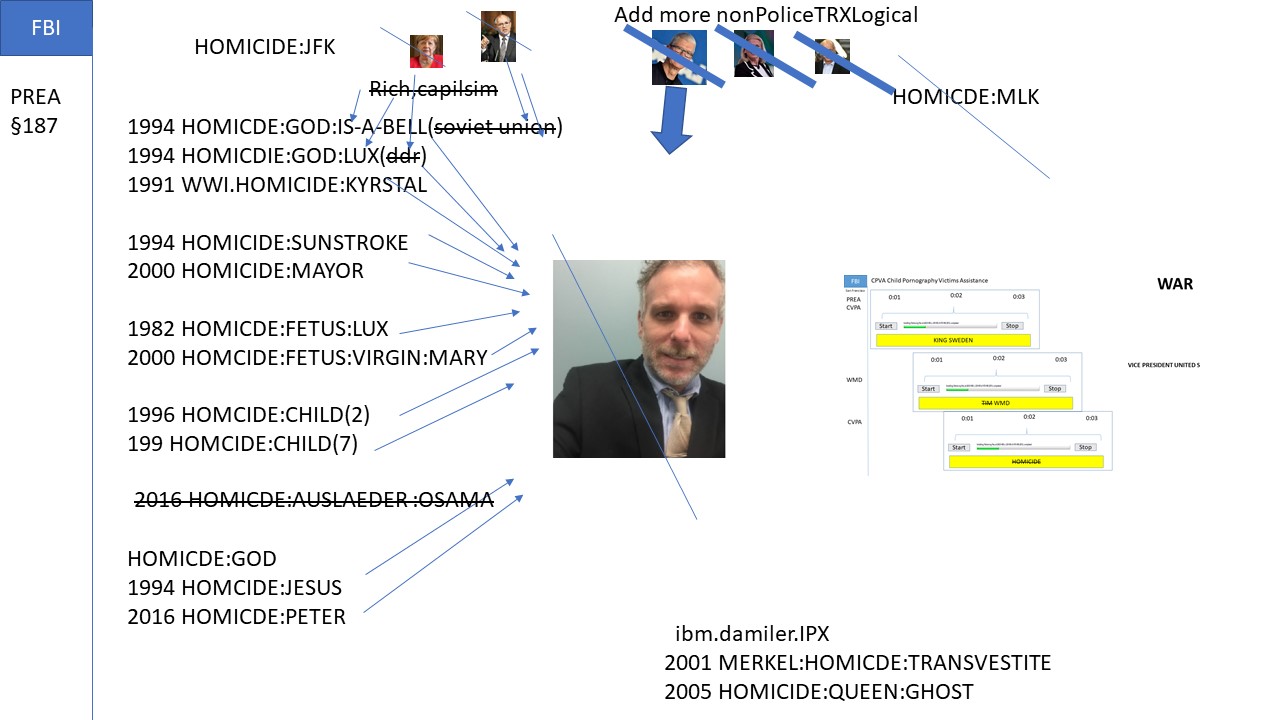 FBI
PREA
§187
HOMICIDE:JFK
Rich,capilsim
1994 HOMICDE:GOD:IS-A-BELL(soviet union)
1994 HOMICDIE:GOD:LUX(ddr)
1991 WWI.HOMICIDE:KYRSTAL
1994 HOMICIDE:SUNSTROKE
2000 HOMICIDE:MAYOR
1982 HOMICIDE:FETUS:LUX
2000 HOMICDE:FETUS:VIRGIN:MARY
1996 HOMICDE:CHILD(2)
199 HOMCIDE:CHILD(7)
2016 HOMICDE:AUSLAEDER :OSAMA
HOMICDE:GOD
1994 HOMCIDE:JESUS
2016 HOMICDE:PETER
Add more nonPoliceTRXLogical
HOMICDE:MLK
FBI
CPVA Child Pornography Victims Assistance
PREA
CVPA
0:01 0:02 0:03
Start Stop
KING SWEDEN
WMD
0:01 0:02 0:03
Start Stop
TIM WMD
CVPA
0:01 0:02 0:03
Start Stop
HOMICIDE
WAR
VICE PRESIDENT UNITED S
ibm.damiler.IPX
2001 MERKEL:HOMICDE:TRANSVESTITE
2005 HOMICIDE:QUEEN:GHOST